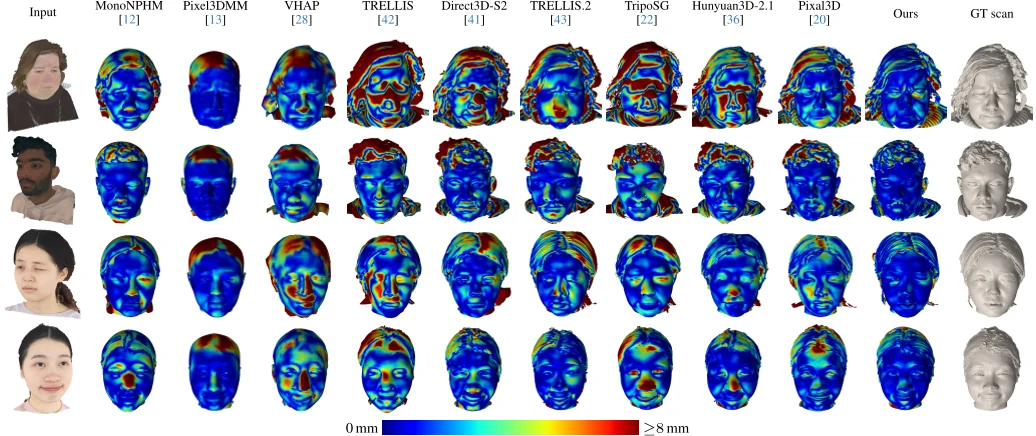 Input MonoNPHM Pixel3DMM VHAP TRELLIS Direct3D-S2 TRELLIS.2 TripoSG Hunyuan3D-2.1 Pixal3D Ours GT scan
[12] [13] [28] [42] [41] [43] [22] [36] [20]
0 mm ≥8 mm